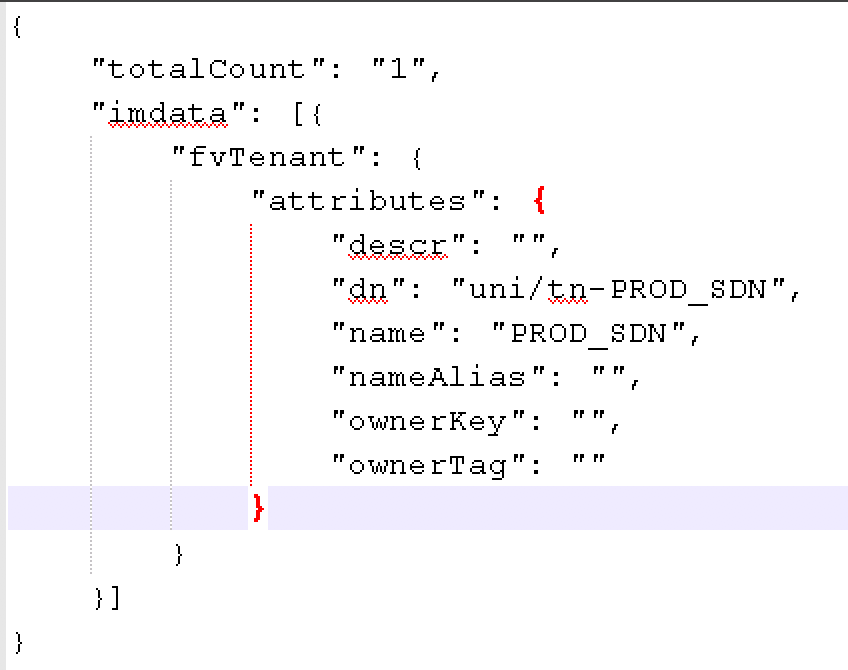 {
"totalCount": "1",
"imdata": [{
"fvTenant": {
"attributes": {
"descr": "",
"dn": "uni/tn-PROD_SDN",
"name": "PROD_SDN",
"nameAlias": "",
"ownerKey": "",
"ownerTag": ""
}
}
}]
}